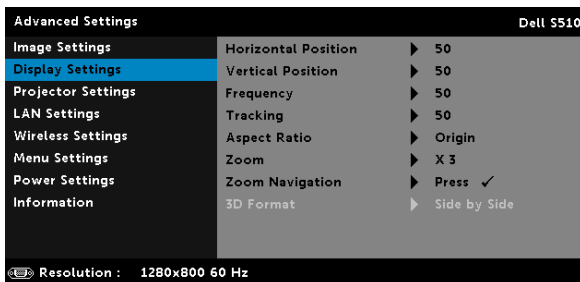 Advanced Settings Dell S510
Image Settings Horizontal Position 50
Display Settings Vertical Position 50
Projector Settings Frequency 50
LAN Settings Tracking 50
Wireless Settings Aspect Ratio Origin
Menu Settings Zoom X 3
Power Settings Zoom Navigation Press ✓
Information 3D Format Side by Side
Resolution : 1280x800 60 Hz